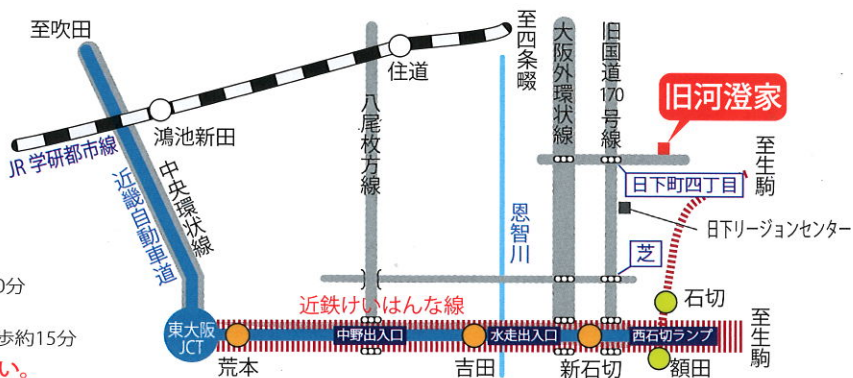 至吹田
住道
至四条畷
大阪外環状線
旧国道170号線
旧河澄家
鴻池新田
JR学研都市線
近畿自動車道
中央環状線
八尾枚方線
恩智川
日下町四丁目
至生駒
日下リージョンセンター
芝
0分
近鉄けいはんな線
石切
歩約15分
い。
東大阪
JCT
中野出入口
水走出入口
西石切ランプ
至生駒
荒本
吉田
新石切
額田